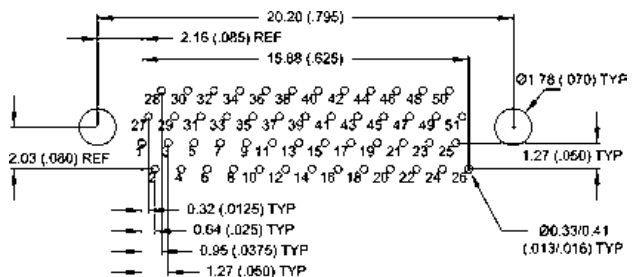 20.20 (.795)
2.16 (.085) REF
15.88 (.625)
Ø1.78 (.070) TYP
28 30 32 34 36 38 40 42 44 46 48 50
27 29 31 33 35 37 39 41 43 45 47 49 51
1 3 5 7 9 11 13 15 17 19 21 23 25
2.03 (.080) REF
1.27 (.050) TYP
2 4 6 8 10 12 14 16 18 20 22 24 26
0.32 (.0125) TYP
0.64 (.025) TYP
Ø0.33/0.41
0.95 (.0375) TYP
(.013/.016) TYP
1.27 (.050) TYP